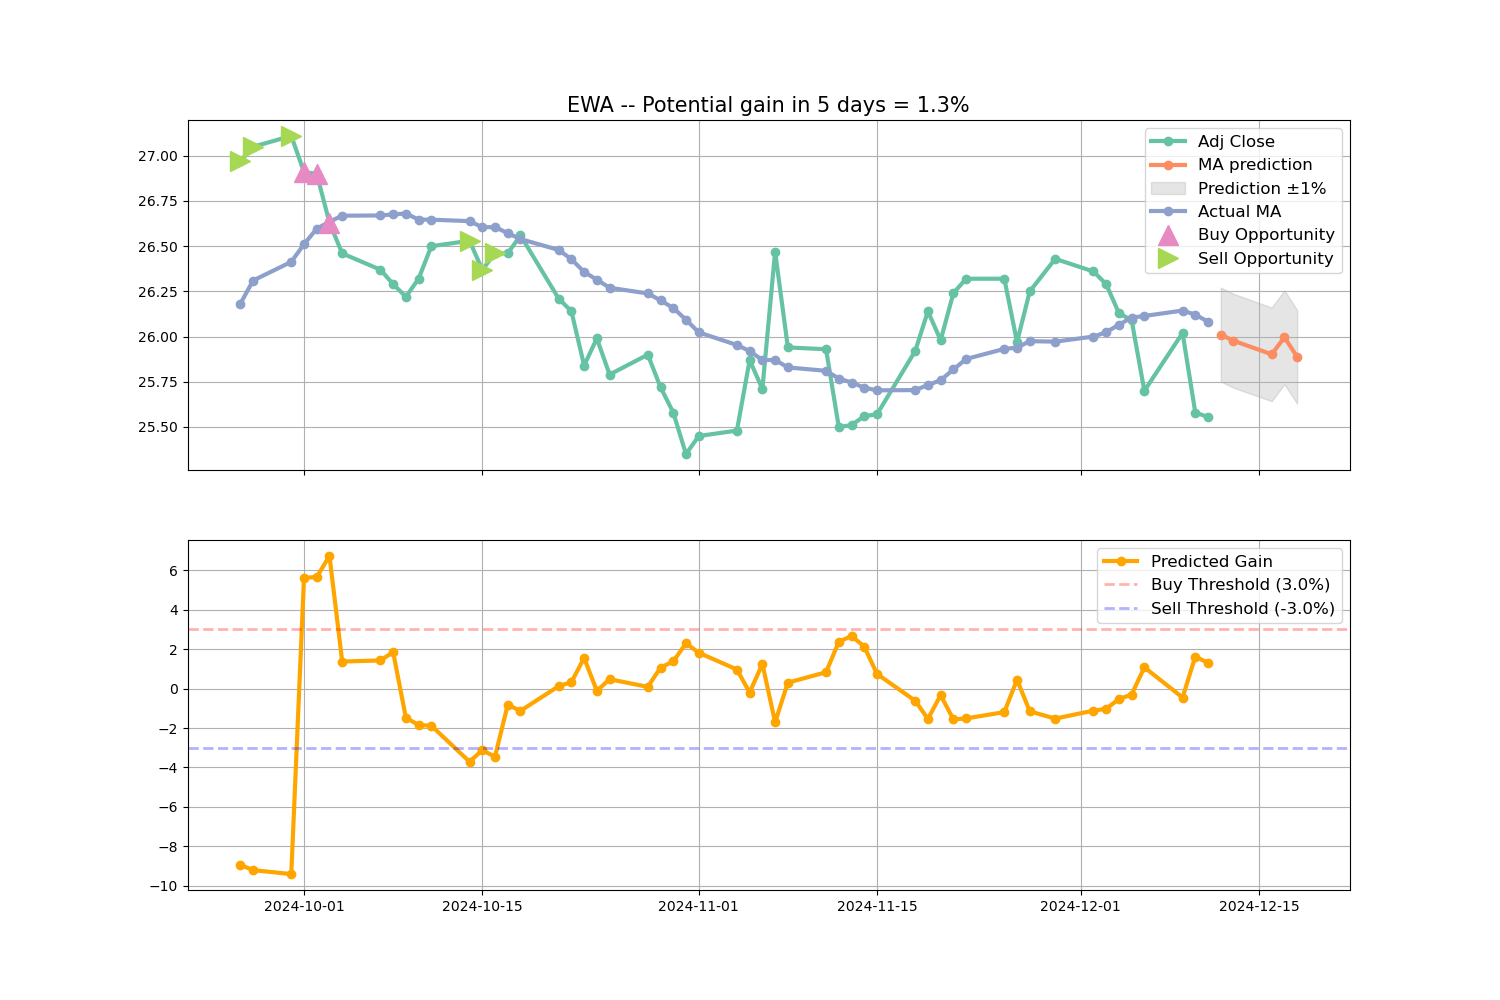 EWA -- Potential gain in 5 days = 1.3%
27.00
26.75
26.50
26.25
26.00
25.75
25.50
Adj Close
MA prediction
Prediction ±1%
Actual MA
Buy Opportunity
Sell Opportunity
6
4
2
0
−2
−4
−6
−8
−10
Predicted Gain
Buy Threshold (3.0%)
Sell Threshold (-3.0%)
2024-10-01
2024-10-15
2024-11-01
2024-11-15
2024-12-01
2024-12-15